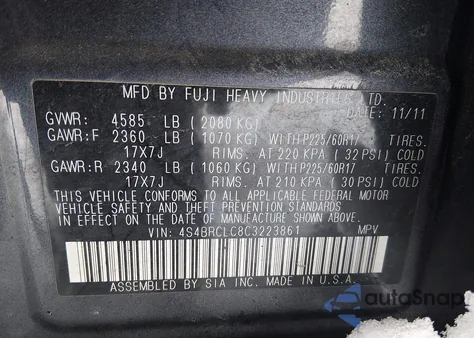 MFD BY FUJI HEAVY INDUSTRIES LTD.
DATE: 11/11
GVWR: 4585 LB (2080 KG)
GAWR:F 2360 LB (1070 KG) WITH P225/60R17 TIRES.
17X7J RIMS. AT 220 KPA (32 PSI) COLD
GAWR:R 2340 LB (1060 KG) WITH P225/60R17 TIRES.
17X7J RIMS. AT 210 KPA (30 PSI) COLD
THIS VEHICLE CONFORMS TO ALL APPLICABLE FEDERAL MOTOR
VEHICLE SAFETY AND THEFT PREVENTION STANDARDS
IN EFFECT ON THE DATE OF MANUFACTURE SHOWN ABOVE.
VIN: 4S4BRCLC8C3223861 MPV
ASSEMBLED BY SIA INC. MADE IN U.S.A.
autoSnap